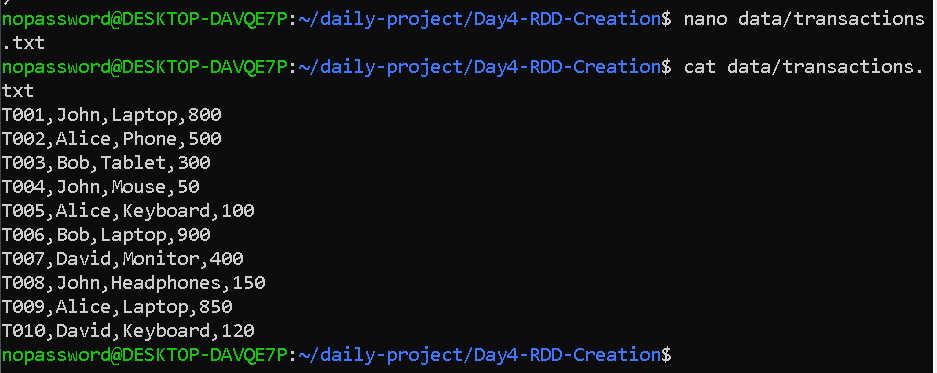 nopassword@DESKTOP-DAVQE7P:~/daily-project/Day4-RDD-Creation$ nano data/transactions
.txt
nopassword@DESKTOP-DAVQE7P:~/daily-project/Day4-RDD-Creation$ cat data/transactions.
txt
T001,John,Laptop,800
T002,Alice,Phone,500
T003,Bob,Tablet,300
T004,John,Mouse,50
T005,Alice,Keyboard,100
T006,Bob,Laptop,900
T007,David,Monitor,400
T008,John,Headphones,150
T009,Alice,Laptop,850
T010,David,Keyboard,120
nopassword@DESKTOP-DAVQE7P:~/daily-project/Day4-RDD-Creation$